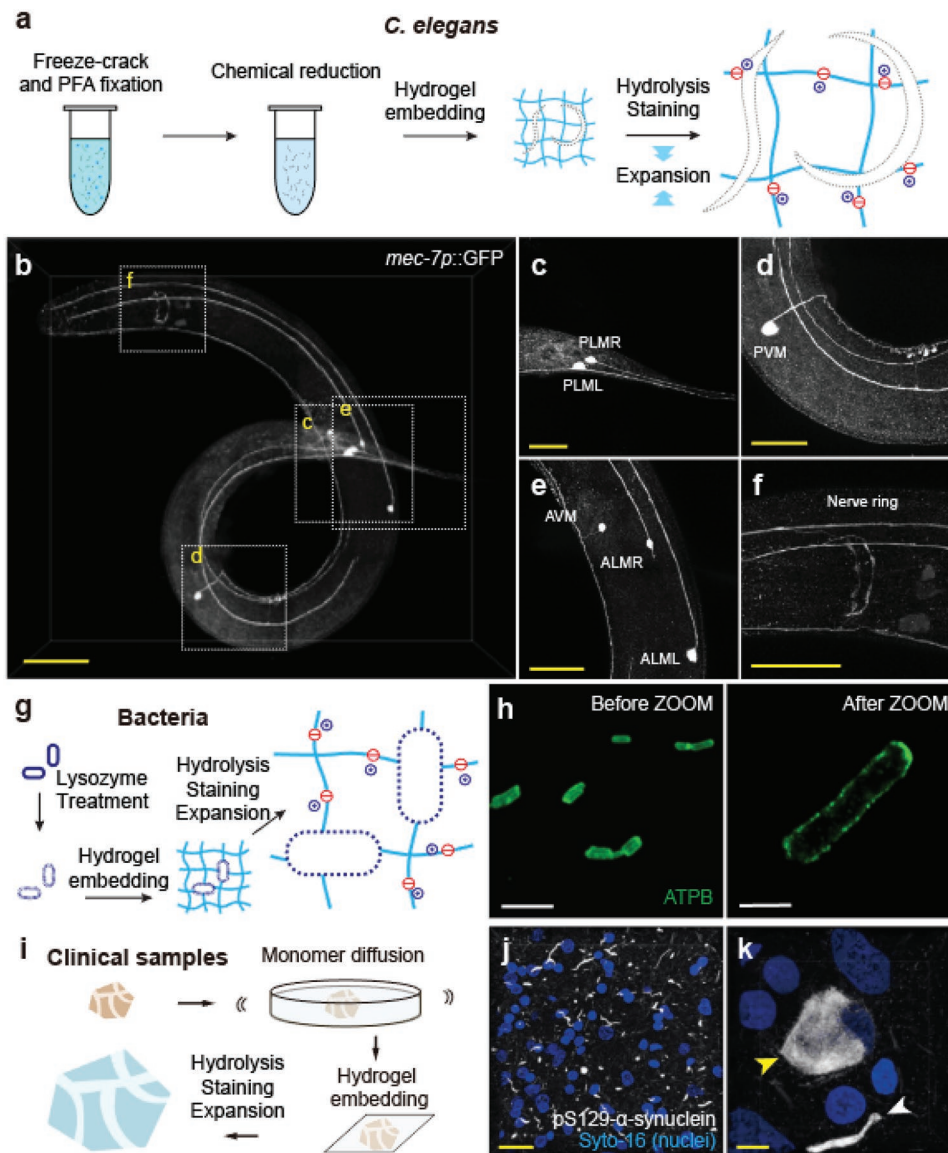 a
C. elegans
Freeze-crack
and PFA fixation
Chemical reduction
Hydrogel
embedding
Hydrolysis
Staining
Expansion
b
mec-7p::GFP
f
e
c
d
c
PLMR
PLML
d
PVM
e
AVM
ALMR
ALML
f
Nerve ring
g
Bacteria
Lysozyme
Treatment
Hydrogel
embedding
Hydrolysis
Staining
Expansion
h
Before ZOOM
ATPB
After ZOOM
i
Clinical samples
Monomer diffusion
Hydrogel
embedding
Hydrolysis
Staining
Expansion
j
pS129-α-synuclein
Syto-16 (nuclei)
k